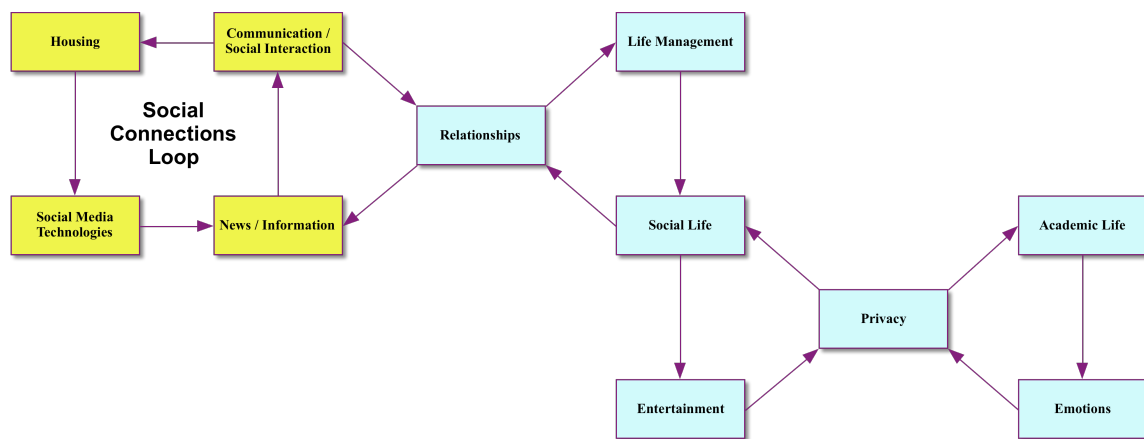 Housing
Communication /
Social Interaction
Life Management
Social
Connections
Loop
Relationships
Social Media
Technologies
News / Information
Social Life
Academic Life
Privacy
Entertainment
Emotions